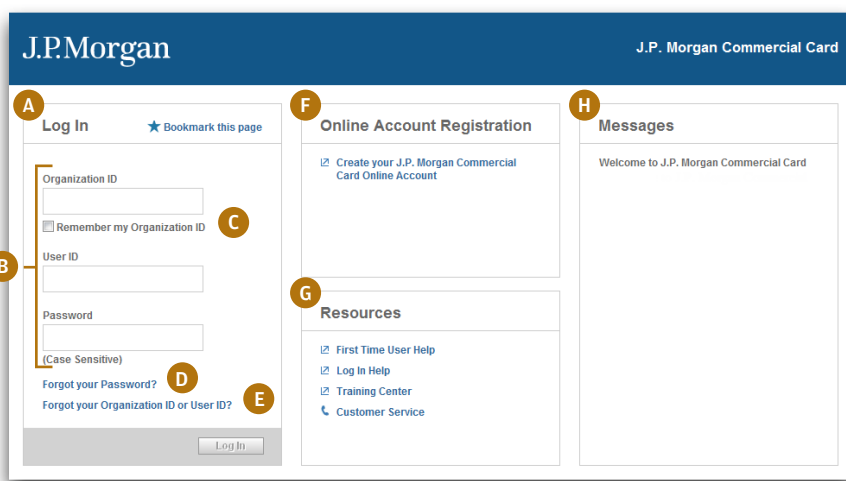 J.P.Morgan
J.P. Morgan Commercial Card
A
Log In
Bookmark this page
B
Organization ID
Remember my Organization ID
C
User ID
Password
(Case Sensitive)
Forgot your Password?
D
Forgot your Organization ID or User ID?
E
Log In
F
Online Account Registration
Create your J.P. Morgan Commercial
Card Online Account
G
Resources
First Time User Help
Log In Help
Training Center
Customer Service
H
Messages
Welcome to J.P. Morgan Commercial Card